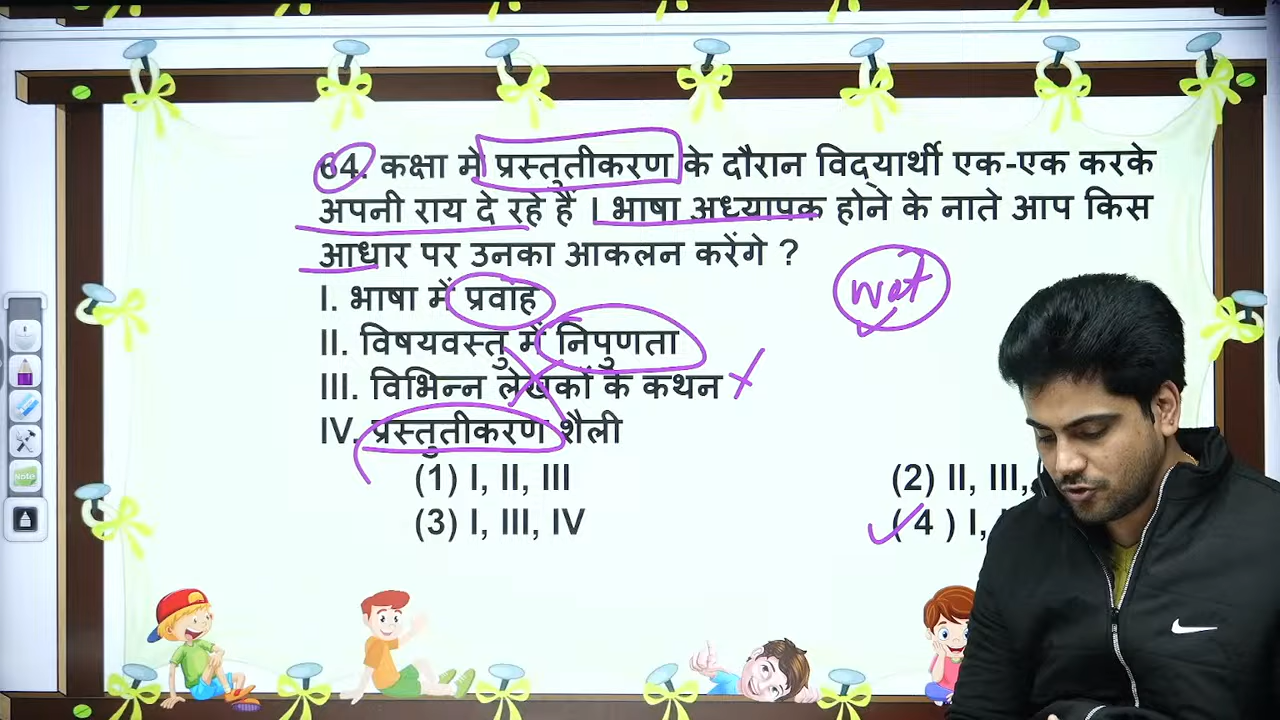 64. कक्षा में प्रस्तुतीकरण के दौरान विद्यार्थी एक-एक करके
अपनी राय दे रहे हैं । भाषा अध्यापक होने के नाते आप किस
आधार पर उनका आकलन करेंगे ?
I. भाषा में प्रवाह
II. विषयवस्तु में निपुणता
III. विभिन्न लेखकों के कथन
IV. प्रस्तुतीकरण शैली
(1) I, II, III
(2) II, III,
(3) I, III, IV
( 4 ) I,
Note